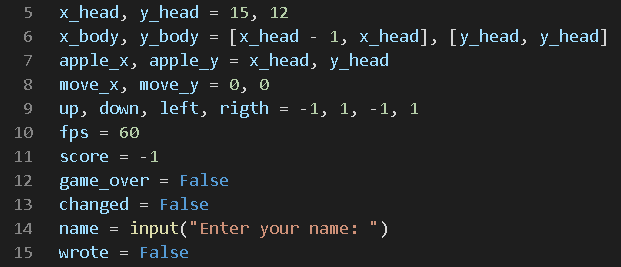 5 x_head, y_head = 15, 12
6 x_body, y_body = [x_head - 1, x_head], [y_head, y_head]
7 apple_x, apple_y = x_head, y_head
8 move_x, move_y = 0, 0
9 up, down, left, rigth = -1, 1, -1, 1
10 fps = 60
11 score = -1
12 game_over = False
13 changed = False
14 name = input("Enter your name: ")
15 wrote = False